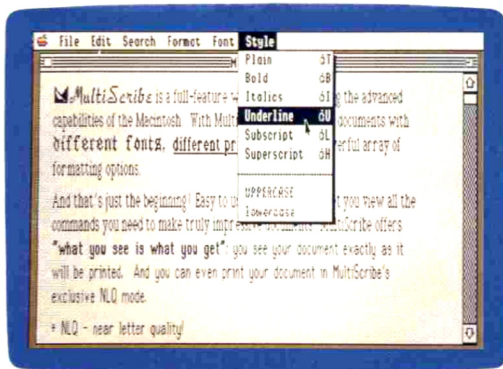 File Edit Search Format Font Style
Plain T
Bold B
Italics I
Underline U
Subscript L
Superscript H
UPPERCASE
lowercase
MultiScribe is a full-feature the advanced
capabilities of the Macintosh. With Mult documents with
different fonts, different pr erful array of
formatting options.
And that's just the beginning! Easy to u t you view all the
commands you need to make truly impre MultiScribe offers
"what you see is what you get": you see your document exactly as it
will be printed. And you can even print your document in MultiScribe's
exclusive NLQ mode.
* NLQ - near letter quality!